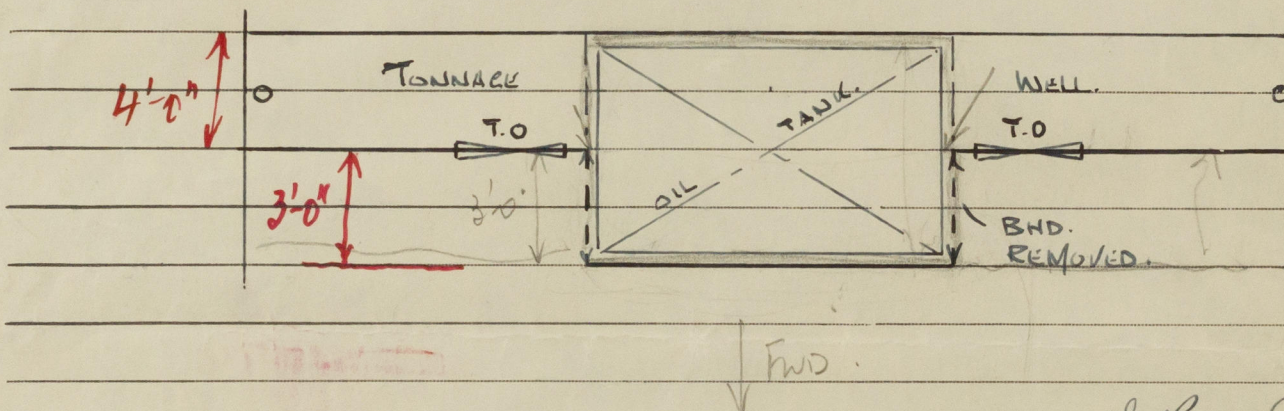 4'-0"
TONNAGE
WELL.
T.O
T.O
OIL TANK.
3'-0"
3'-0"
BHD.
REMOVED.
FWD.